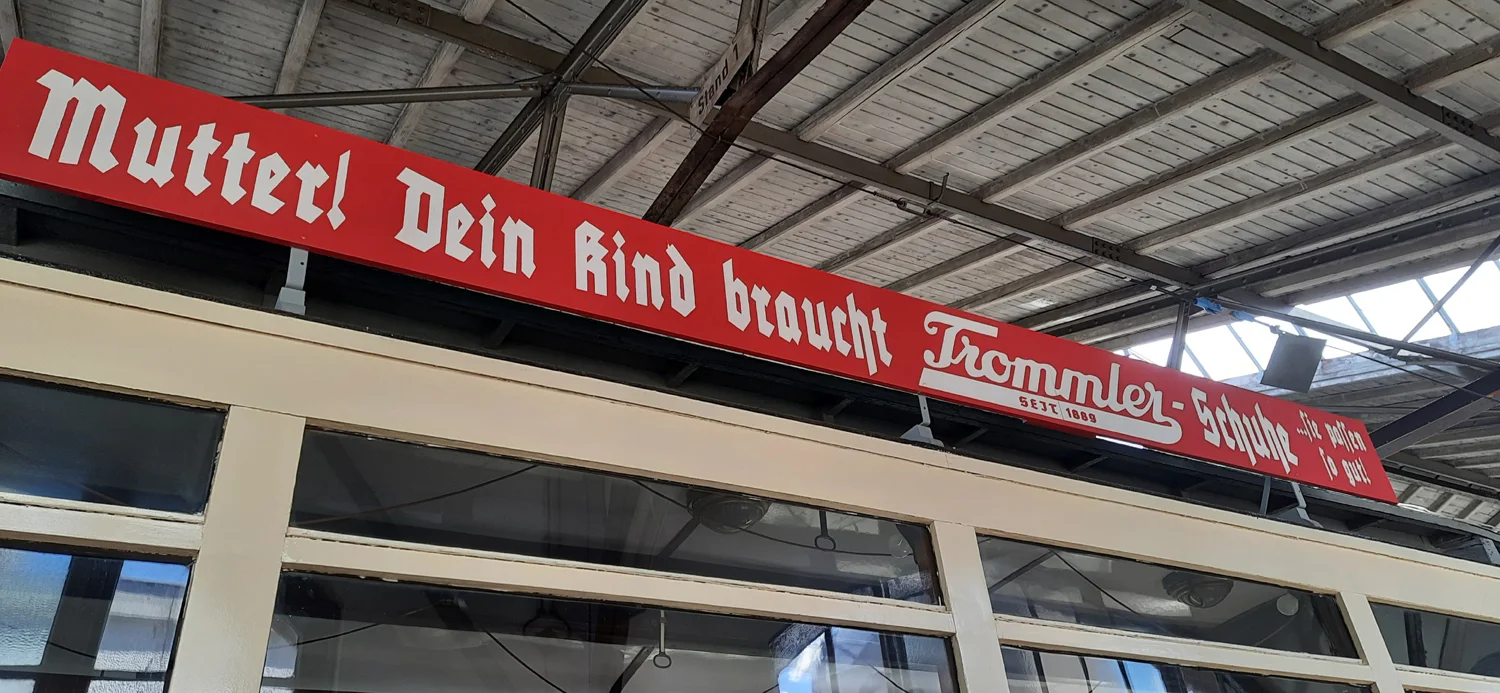 Stand 1
Mutter! Dein Kind braucht Trommler-Schuhe
SEIT 1889
...sie passen
so gut!